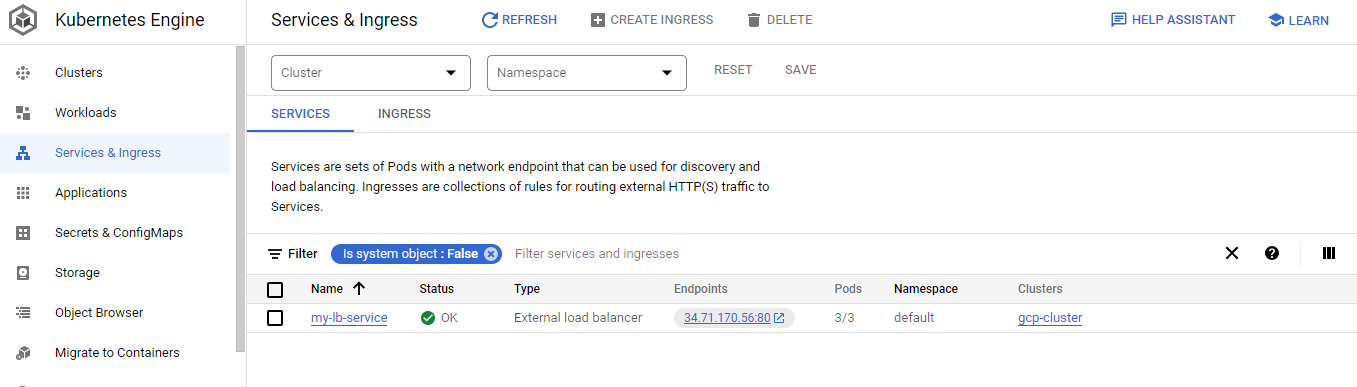 Kubernetes Engine
Services & Ingress
REFRESH
CREATE INGRESS
DELETE
HELP ASSISTANT
LEARN
Clusters
Workloads
Services & Ingress
Applications
Secrets & ConfigMaps
Storage
Object Browser
Migrate to Containers
Cluster
Namespace
RESET
SAVE
SERVICES
INGRESS
Services are sets of Pods with a network endpoint that can be used for discovery and
load balancing. Ingresses are collections of rules for routing external HTTP(S) traffic to
Services.
Filter
Is system object : False
Filter services and ingresses
Name Status Type Endpoints Pods Namespace Clusters
my-lb-service OK External load balancer 34.71.170.56:80 3/3 default gcp-cluster